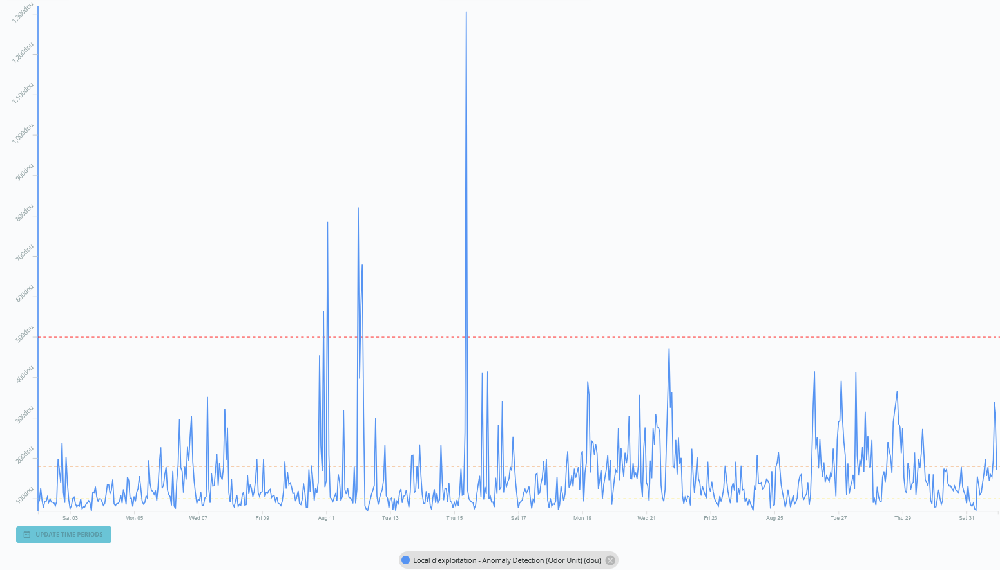 1,300dou
1,200dou
1,100dou
1,000dou
900dou
800dou
700dou
600dou
500dou
400dou
300dou
200dou
100dou
Sat 03 Mon 05 Wed 07 Fri 09 Aug 11 Tue 13 Thu 15 Sat 17 Mon 19 Wed 21 Fri 23 Aug 25 Tue 27 Thu 29 Sat 31
UPDATE TIME PERIODS
Local d'exploitation - Anomaly Detection (Odor Unit) (dou)